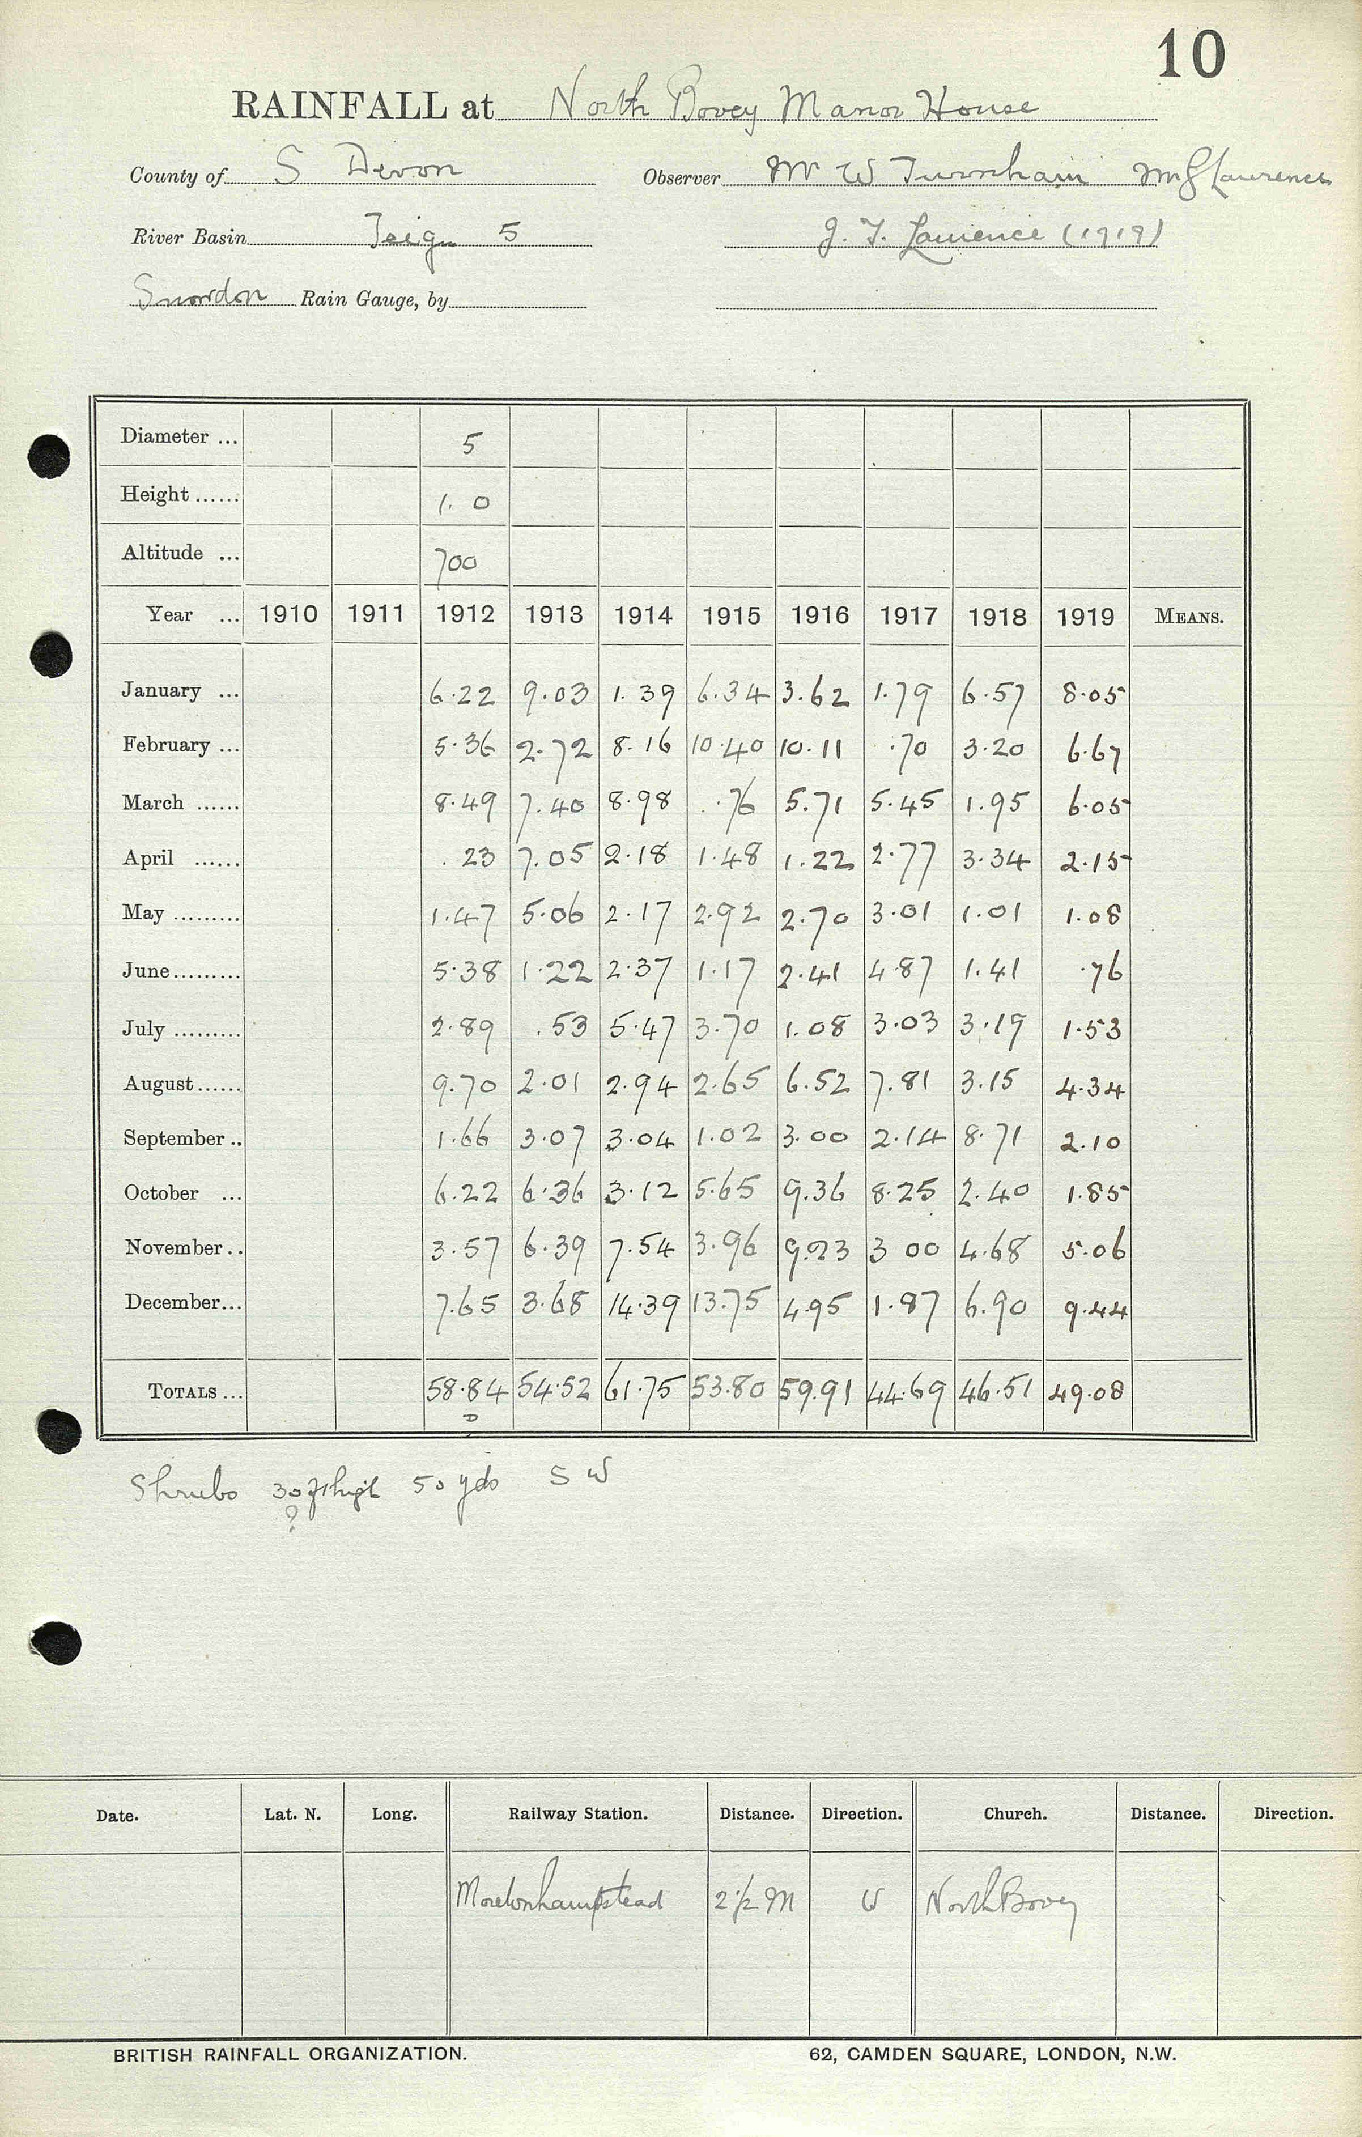 10
RAINFALL at North Bovey Manor House
County of S Devon Observer Mr W Turnham Mr G Lawrence
River Basin Teign 5 J. T. Lawrence (1919)
Snowdon Rain Gauge, by
Diameter ... 5
Height ...... 1. 0
Altitude ... 700
Year ... 1910 1911 1912 1913 1914 1915 1916 1917 1918 1919 MEANS.
January ... 6.22 9.03 1.39 6.34 3.62 1.79 6.57 8.05
February ... 5.36 2.72 8.16 10.40 10.11 .70 3.20 6.67
March ...... 8.49 7.40 8.98 .76 5.71 5.45 1.95 6.05
April ...... .23 7.05 2.18 1.48 1.22 2.77 3.34 2.15
May ......... 1.47 5.06 2.17 2.92 2.70 3.01 1.01 1.08
June ......... 5.38 1.22 2.37 1.17 2.41 4.87 1.41 .76
July ......... 2.89 .53 5.47 3.70 1.08 3.03 3.19 1.53
August ...... 9.70 2.01 2.94 2.65 6.52 7.81 3.15 4.34
September .. 1.66 3.07 3.04 1.02 3.00 2.14 8.71 2.10
October ... 6.22 6.36 3.12 5.65 9.36 8.25 2.40 1.85
November .. 3.57 6.39 7.54 3.96 9.23 3 00 4.68 5.06
December ... 7.65 3.68 14.39 13.75 4.95 1.87 6.90 9.44
TOTALS ... 58.84 54.52 61.75 53.80 59.91 44.69 46.51 49.08
Shrubs 30 ft high 50 yds S W
?
Date. Lat. N. Long. Railway Station. Distance. Direction. Church. Distance. Direction.
Moretonhampstead 2½ M W North Bovey
BRITISH RAINFALL ORGANIZATION. 62, CAMDEN SQUARE, LONDON, N.W.